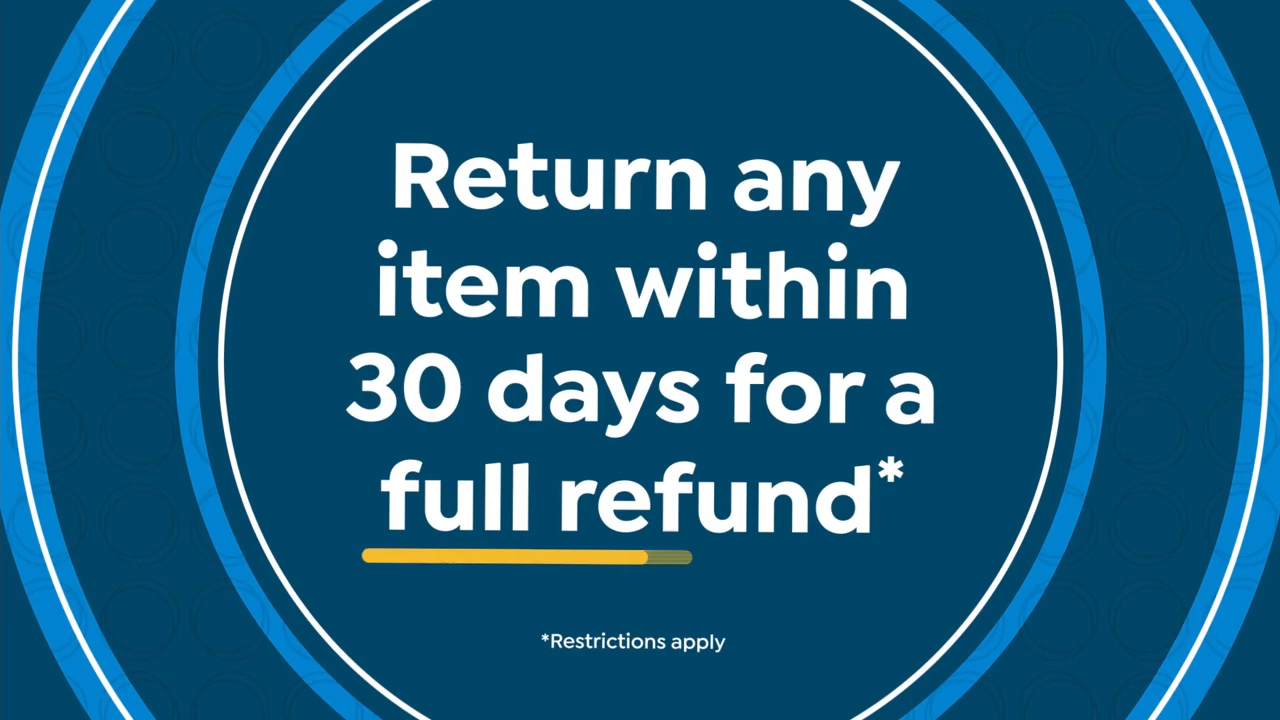 Return any
item within
30 days for a
full refund*
*Restrictions apply